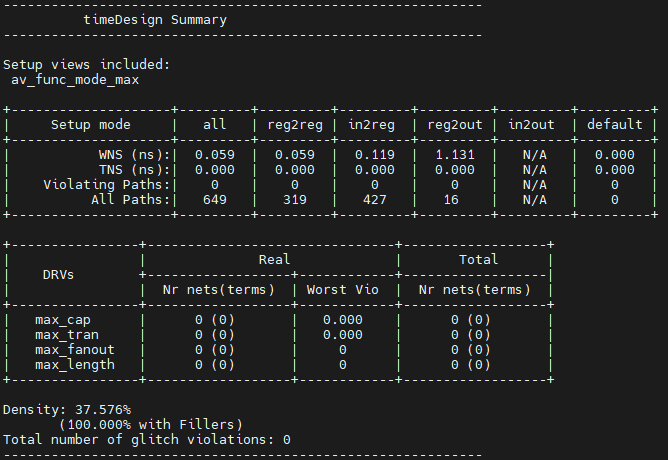 ------------------------------------------------------------
          timeDesign Summary
------------------------------------------------------------

Setup views included:
 av_func_mode_max

+--------------------+---------+---------+---------+---------+---------+---------+
|     Setup mode     |   all   | reg2reg | in2reg  | reg2out | in2out  | default |
+--------------------+---------+---------+---------+---------+---------+---------+
|           WNS (ns):|  0.059  |  0.059  |  0.119  |  1.131  |   N/A   |  0.000  |
|           TNS (ns):|  0.000  |  0.000  |  0.000  |  0.000  |   N/A   |  0.000  |
|    Violating Paths:|    0    |    0    |    0    |    0    |   N/A   |    0    |
|          All Paths:|   649   |   319   |   427   |   16    |   N/A   |    0    |
+--------------------+---------+---------+---------+---------+---------+---------+

+----------------+-------------------------------+------------------+
|                |              Real             |       Total      |
|    DRVs        +------------------+------------+------------------|
|                |  Nr nets(terms)  | Worst Vio  |  Nr nets(terms)  |
+----------------+------------------+------------+------------------+
|   max_cap      |      0 (0)       |   0.000    |      0 (0)       |
|   max_tran     |      0 (0)       |   0.000    |      0 (0)       |
|   max_fanout   |      0 (0)       |     0      |      0 (0)       |
|   max_length   |      0 (0)       |     0      |      0 (0)       |
+----------------+------------------+------------+------------------+

Density: 37.576%
       (100.000% with Fillers)
Total number of glitch violations: 0
------------------------------------------------------------